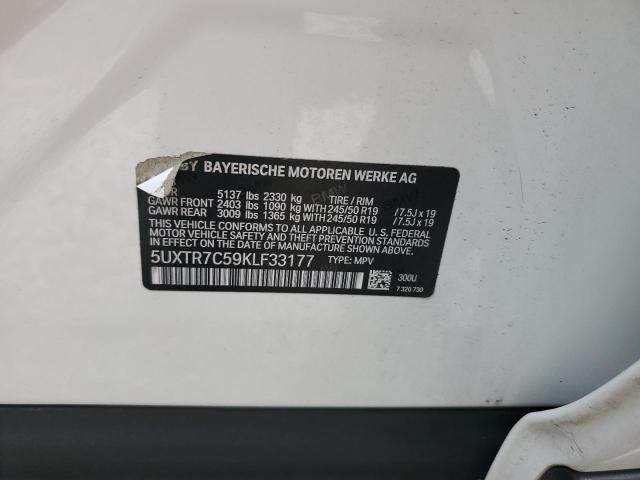 BY BAYERISCHE MOTOREN WERKE AG
R 5137 lbs 2330 kg TIRE / RIM
GAWR FRONT 2403 lbs 1090 kg WITH 245/50 R19 /7.5J x 19
GAWR REAR 3009 lbs 1365 kg WITH 245/50 R19 /7.5J x 19
THIS VEHICLE CONFORMS TO ALL APPLICABLE U.S. FEDERAL
MOTOR VEHICLE SAFETY, BUMPER, AND THEFT PREVENTION
STANDARDS IN EFFECT ON THE DATE OF MANUFACTURE SHOWN ABOVE.
5UXTR7C59KLF33177 TYPE: MPV
300U
7 320 730